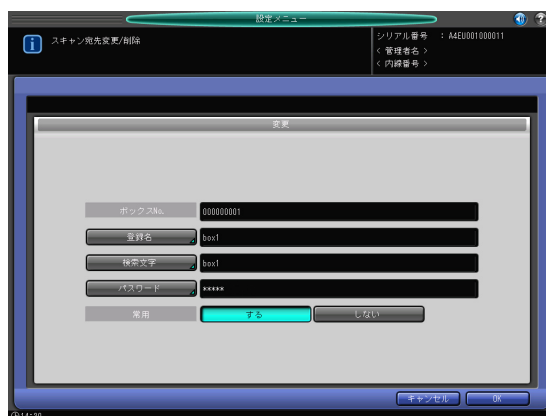 設定メニュー
スキャン宛先変更/削除
シリアル番号 : A4EU001000011
< 管理者名 >
< 内線番号 >
変更
ボックスNo. 000000001
登録名 box1
検索文字 box1
パスワード *****
常用 する しない
キャンセル OK
14:20